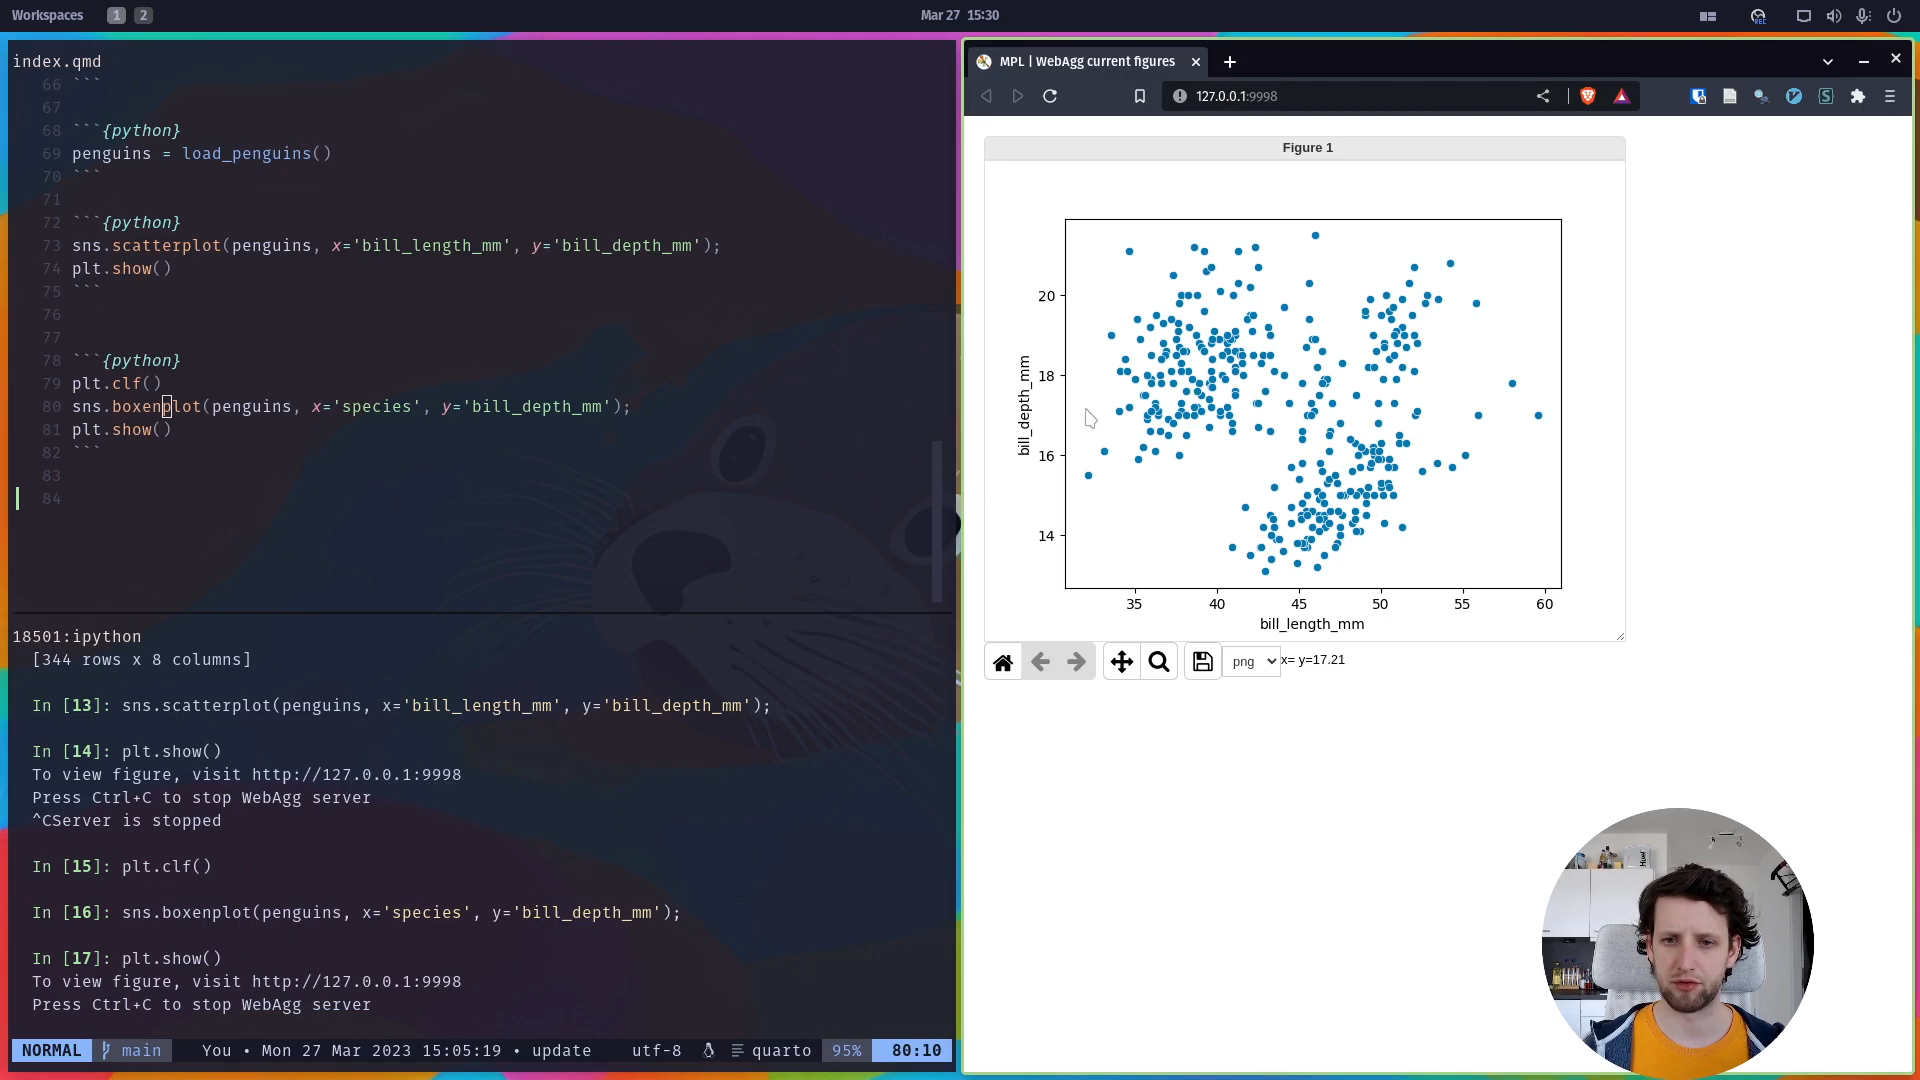 Workspaces 1 2 Mar 27 15:30
REC
index.qmd
66 ```
67
68 ```{python}
69 penguins = load_penguins()
70 ```
71
72 ```{python}
73 sns.scatterplot(penguins, x='bill_length_mm', y='bill_depth_mm');
74 plt.show()
75 ```
76
77
78 ```{python}
79 plt.clf()
80 sns.boxenplot(penguins, x='species', y='bill_depth_mm');
81 plt.show()
82 ```
83
84
18501:ipython
[344 rows x 8 columns]
In [13]: sns.scatterplot(penguins, x='bill_length_mm', y='bill_depth_mm');
In [14]: plt.show()
To view figure, visit http://127.0.0.1:9998
Press Ctrl+C to stop WebAgg server
^CServer is stopped
In [15]: plt.clf()
In [16]: sns.boxenplot(penguins, x='species', y='bill_depth_mm');
In [17]: plt.show()
To view figure, visit http://127.0.0.1:9998
Press Ctrl+C to stop WebAgg server
NORMAL main You • Mon 27 Mar 2023 15:05:19 • update utf-8 quarto 95% 80:10
MPL | WebAgg current figures
127.0.0.1:9998
Figure 1
20
18
16
14
bill_depth_mm
35 40 45 50 55 60
bill_length_mm
png x= y=17.21